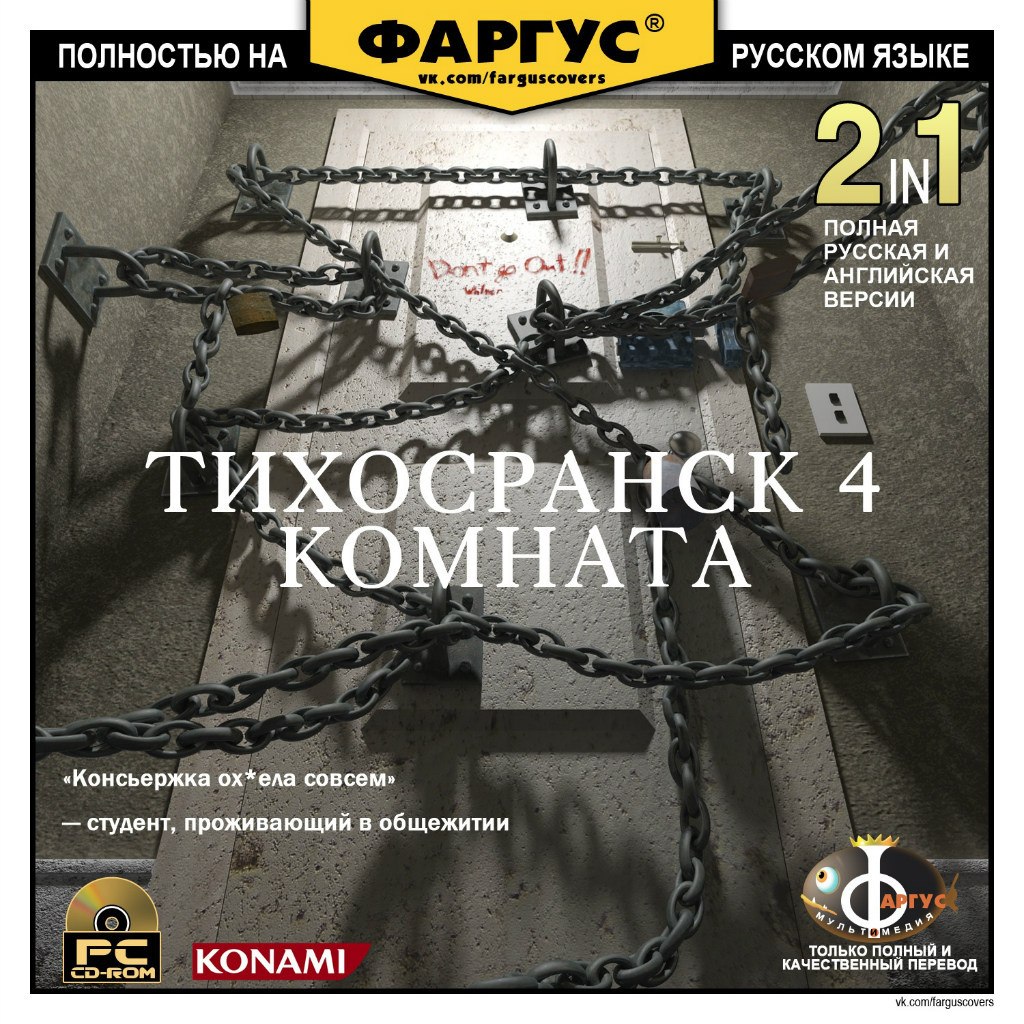 ПОЛНОСТЬЮ НА
ФАРГУС®
vk.com/farguscovers
РУССКОМ ЯЗЫКЕ
2IN1
ПОЛНАЯ
РУССКАЯ И
АНГЛИЙСКАЯ
ВЕРСИИ
Don't go Out!!
Walter
ТИХОСРАНСК 4
КОМНАТА
«Консьержка ох*ела совсем»
— студент, проживающий в общежитии
PC
CD-ROM
KONAMI
ФАРГУС
МУЛЬТИМЕДИЯ
ТОЛЬКО ПОЛНЫЙ И
КАЧЕСТВЕННЫЙ ПЕРЕВОД
vk.com/farguscovers